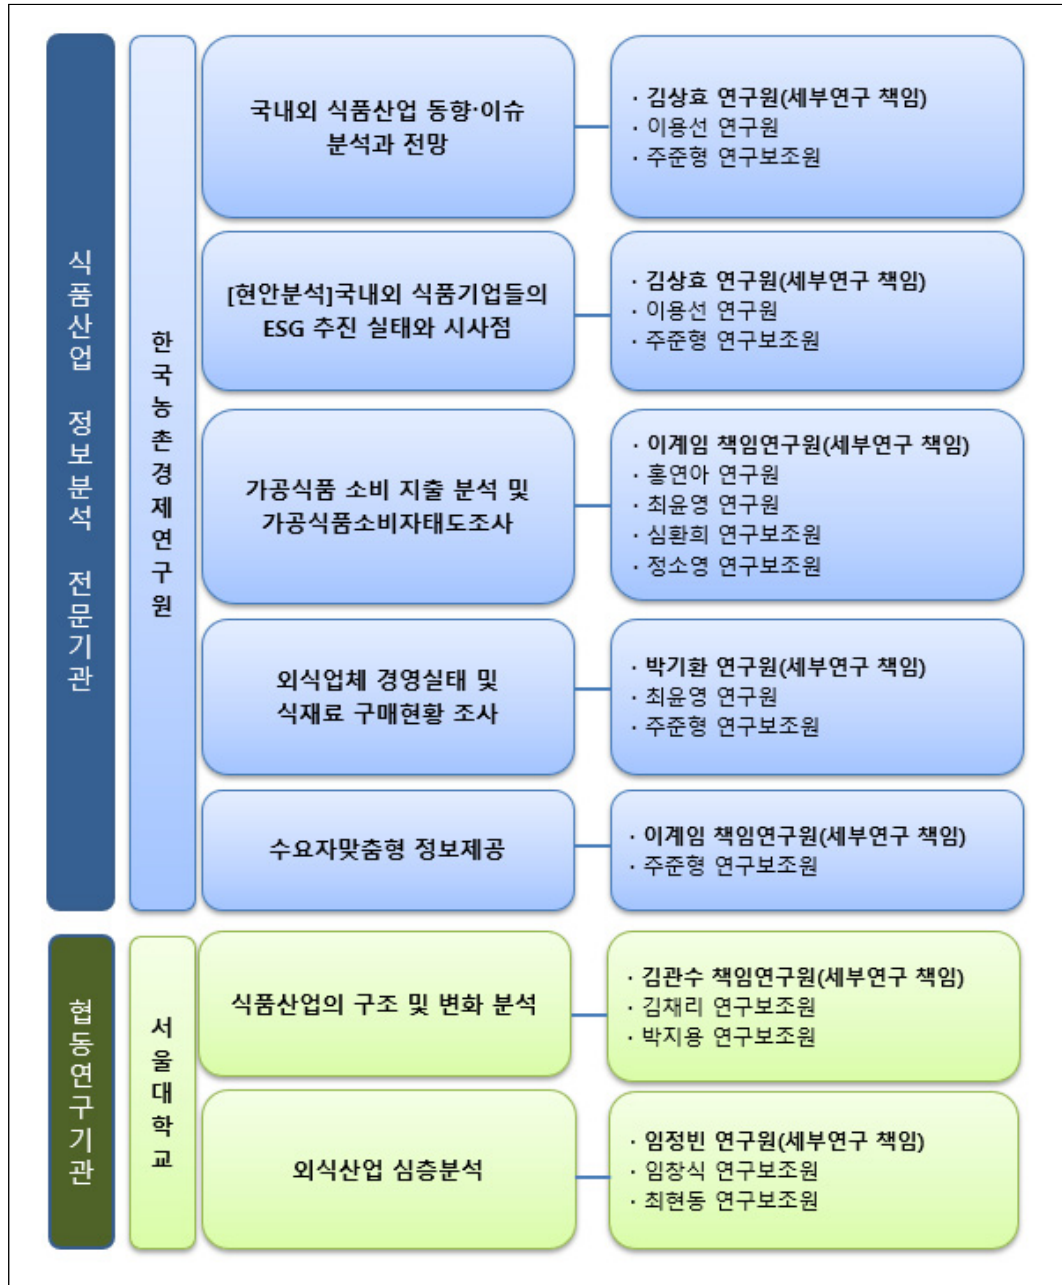 식품산업 정보분석 전문기관
한국농촌경제연구원
국내외 식품산업 동향·이슈
분석과 전망
· 김상효 연구원(세부연구 책임)
· 이용선 연구원
· 주준형 연구보조원
[현안분석]국내외 식품기업들의
ESG 추진 실태와 시사점
· 김상효 연구원(세부연구 책임)
· 이용선 연구원
· 주준형 연구보조원
가공식품 소비 지출 분석 및
가공식품소비자태도조사
· 이계임 책임연구원(세부연구 책임)
· 홍연아 연구원
· 최윤영 연구원
· 심환희 연구보조원
· 정소영 연구보조원
외식업체 경영실태 및
식재료 구매현황 조사
· 박기환 연구원(세부연구 책임)
· 최윤영 연구원
· 주준형 연구보조원
수요자맞춤형 정보제공
· 이계임 책임연구원(세부연구 책임)
· 주준형 연구보조원
협동연구기관
서울대학교
식품산업의 구조 및 변화 분석
· 김관수 책임연구원(세부연구 책임)
· 김채리 연구보조원
· 박지용 연구보조원
외식산업 심층분석
· 임정빈 연구원(세부연구 책임)
· 임창식 연구보조원
· 최현동 연구보조원